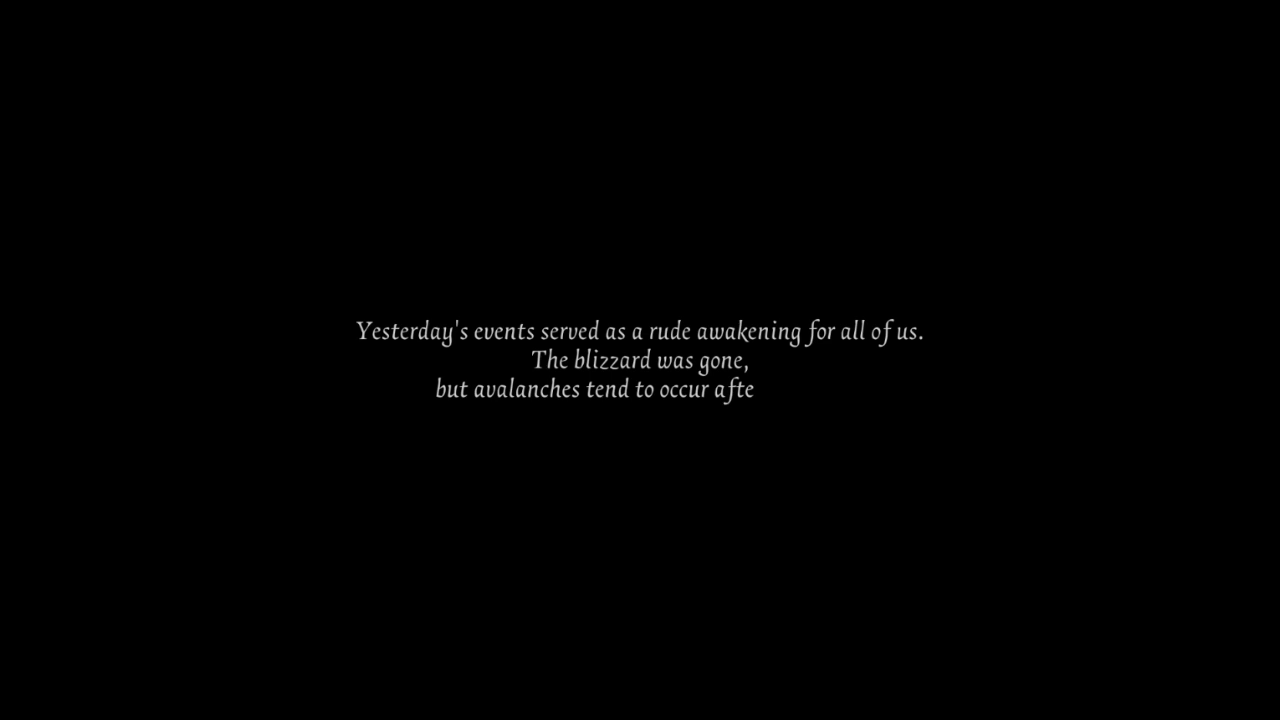 Yesterday's events served as a rude awakening for all of us.
The blizzard was gone,
but avalanches tend to occur afte